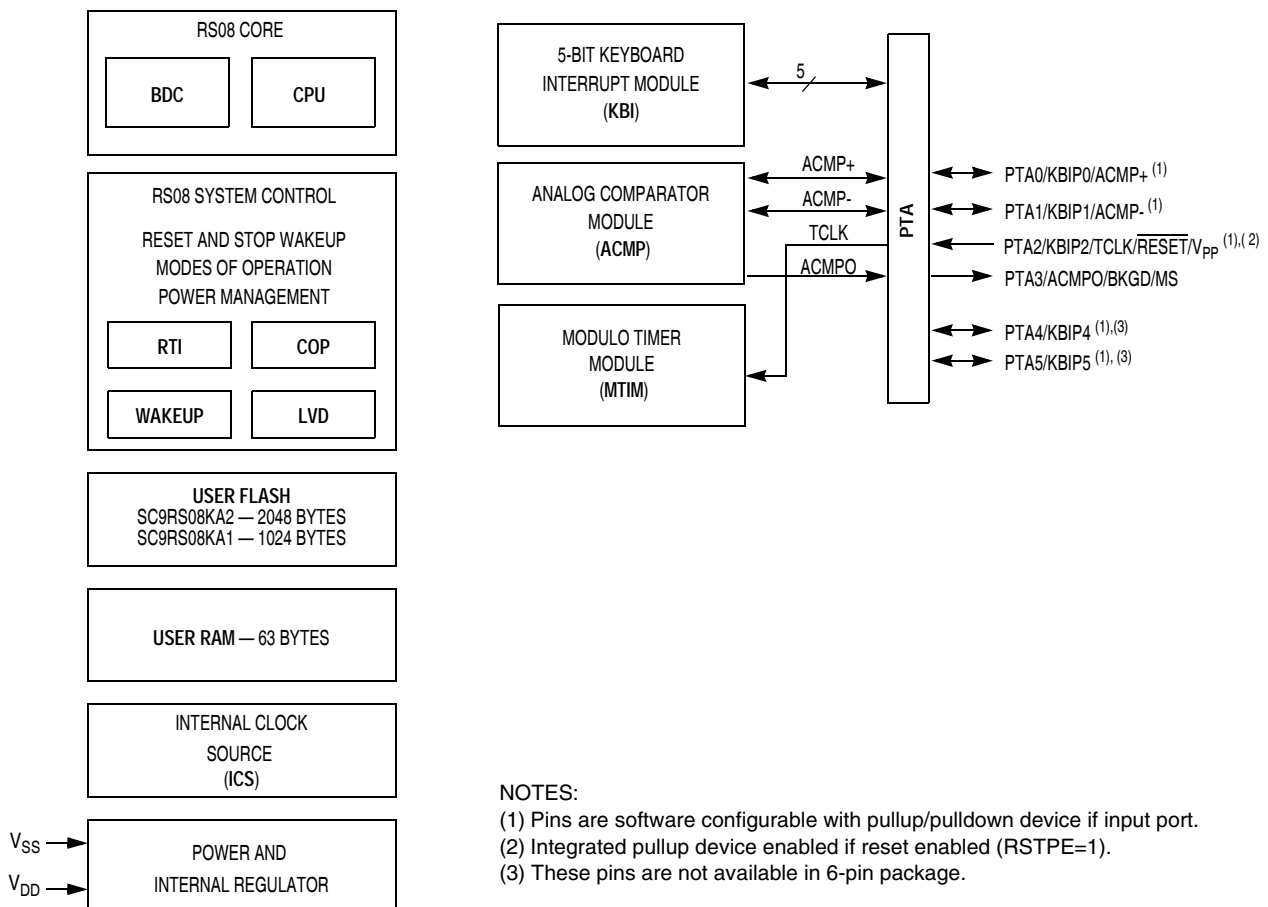 RS08 CORE
BDC
CPU
RS08 SYSTEM CONTROL
RESET AND STOP WAKEUP
MODES OF OPERATION
POWER MANAGEMENT
RTI
COP
WAKEUP
LVD
USER FLASH
SC9RS08KA2 — 2048 BYTES
SC9RS08KA1 — 1024 BYTES
USER RAM — 63 BYTES
INTERNAL CLOCK
SOURCE
(ICS)
VSS
VDD
POWER AND
INTERNAL REGULATOR
5-BIT KEYBOARD
INTERRUPT MODULE
(KBI)
5
ANALOG COMPARATOR
MODULE
(ACMP)
ACMP+
ACMP-
TCLK
ACMPO
MODULO TIMER
MODULE
(MTIM)
PTA
PTA0/KBIP0/ACMP+ (1)
PTA1/KBIP1/ACMP- (1)
PTA2/KBIP2/TCLK/RESET/VPP (1),( 2)
PTA3/ACMPO/BKGD/MS
PTA4/KBIP4 (1),(3)
PTA5/KBIP5 (1), (3)
NOTES:
(1) Pins are software configurable with pullup/pulldown device if input port.
(2) Integrated pullup device enabled if reset enabled (RSTPE=1).
(3) These pins are not available in 6-pin package.